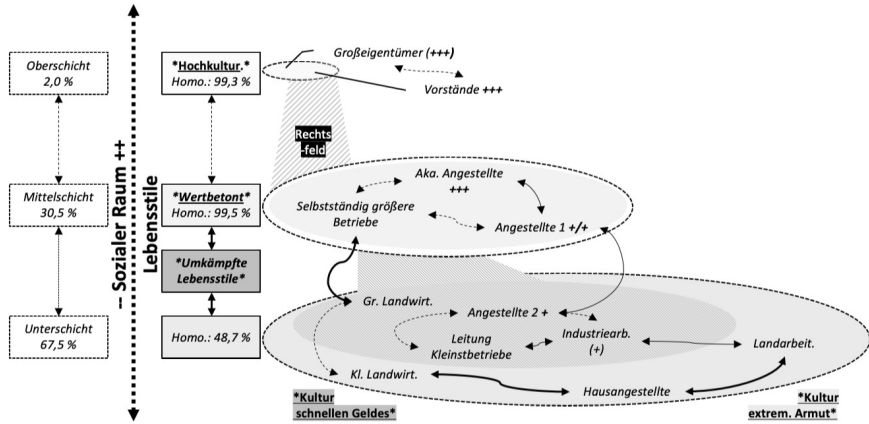 Oberschicht
2,0 %
Mittelschicht
30,5 %
Unterschicht
67,5 %
-- Sozialer Raum ++
Lebensstile
*Hochkultur.*
Homo.: 99,3 %
*Wertbetont*
Homo.: 99,5 %
*Umkämpfte
Lebensstile*
Homo.: 48,7 %
Großeigentümer (+++)
Vorstände +++
Rechts
-feld
Aka. Angestellte
+++
Selbstständig größere
Betriebe
Angestellte 1 +/+
Gr. Landwirt.
Angestellte 2 +
Leitung
Kleinstbetriebe
Industriearb.
(+)
Landarbeit.
Kl. Landwirt.
Hausangestellte
*Kultur
schnellen Geldes*
*Kultur
extrem. Armut*